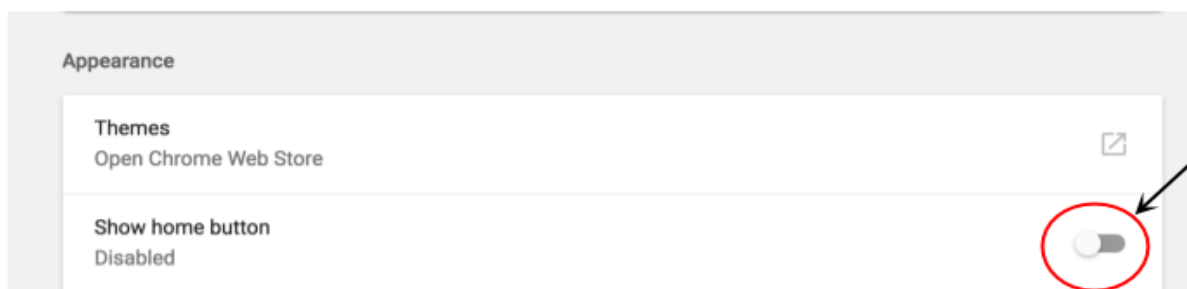 Appearance
Themes
Open Chrome Web Store
Show home button
Disabled